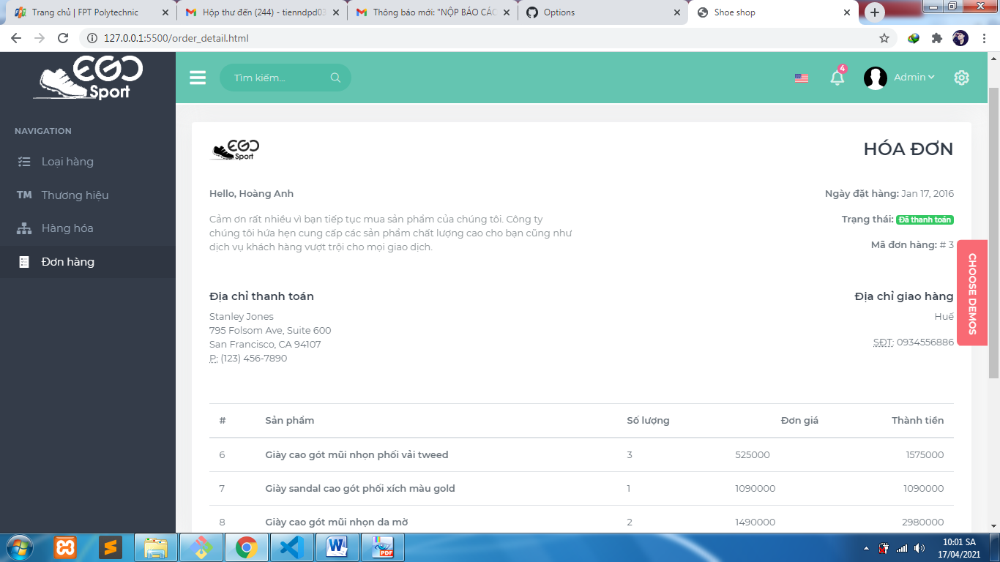 Trang chủ | FPT Polytechnic
Hộp thư đến (244) - tienndpd03
Thông báo mới: "NỘP BÁO CÁC
Options
Shoe shop
127.0.0.1:5500/order_detail.html
EGO
Sport
Tìm kiếm...
4
Admin
NAVIGATION
Loại hàng
TM Thương hiệu
Hàng hóa
Đơn hàng
EGO
Sport
HÓA ĐƠN
Hello, Hoàng Anh
Ngày đặt hàng: Jan 17, 2016
Cảm ơn rất nhiều vì bạn tiếp tục mua sản phẩm của chúng tôi. Công ty
chúng tôi hứa hẹn cung cấp các sản phẩm chất lượng cao cho bạn cũng như
dịch vụ khách hàng vượt trội cho mọi giao dịch.
Trạng thái: Đã thanh toán
Mã đơn hàng: # 3
CHOOSE DEMOS
Địa chỉ thanh toán
Stanley Jones
795 Folsom Ave, Suite 600
San Francisco, CA 94107
P: (123) 456-7890
Địa chỉ giao hàng
Huế
SĐT: 0934556886
# Sản phẩm Số lượng Đơn giá Thành tiền
6 Giày cao gót mũi nhọn phối vải tweed 3 525000 1575000
7 Giày sandal cao gót phối xích màu gold 1 1090000 1090000
8 Giày cao gót mũi nhọn da mờ 2 1490000 2980000
PDF
10:01 SA
17/04/2021